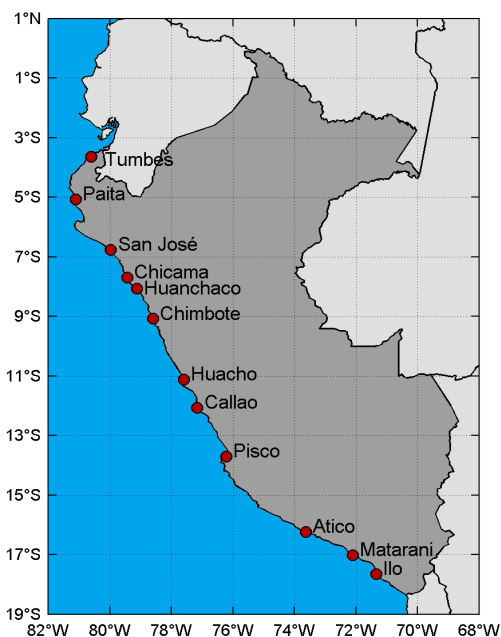 1°N
1°S
3°S
Tumbes
5°S
Paita
San José
7°S
Chicama
Huanchaco
9°S
Chimbote
11°S
Huacho
Callao
13°S
Pisco
15°S
Atico
17°S
Matarani
Ilo
19°S
82°W 80°W 78°W 76°W 74°W 72°W 70°W 68°W